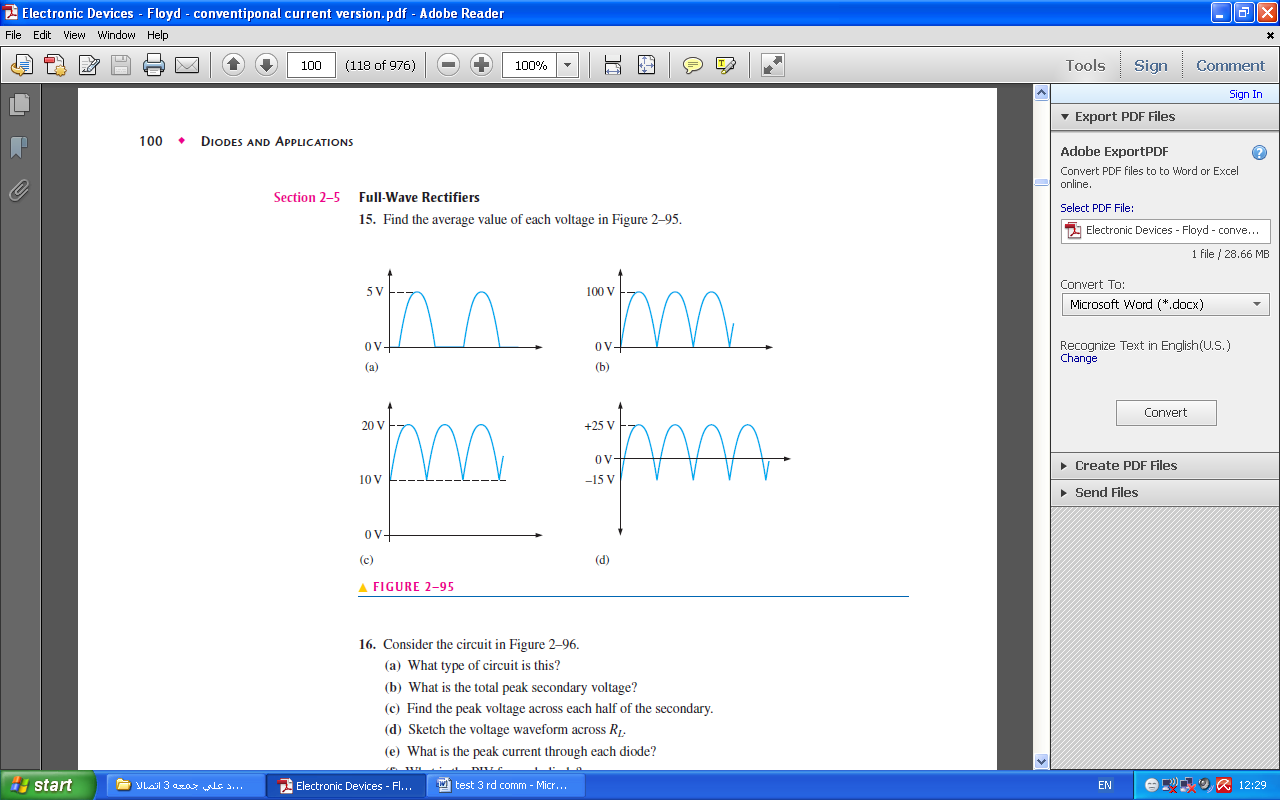 Electronic Devices - Floyd - conventiponal current version.pdf - Adobe Reader
File Edit View Window Help
100 (118 of 976) 100% Tools Sign Comment
Sign In
Export PDF Files
Adobe ExportPDF
Convert PDF files to to Word or Excel
online.
Select PDF File:
Electronic Devices - Floyd - conve...
1 file / 28.66 MB
Convert To:
Microsoft Word (*.docx)
Recognize Text in English(U.S.)
Change
Convert
Create PDF Files
Send Files
100 ♦ DIODES AND APPLICATIONS
Section 2–5 Full-Wave Rectifiers
15. Find the average value of each voltage in Figure 2–95.
5 V
0 V
(a)
100 V
0 V
(b)
20 V
10 V
0 V
(c)
+25 V
0 V
–15 V
(d)
▲ FIGURE 2–95
16. Consider the circuit in Figure 2–96.
(a) What type of circuit is this?
(b) What is the total peak secondary voltage?
(c) Find the peak voltage across each half of the secondary.
(d) Sketch the voltage waveform across RL.
(e) What is the peak current through each diode?
start
د علي جمعه 3 اتصالا...
Electronic Devices - Fl...
test 3 rd comm - Micr...
EN
12:29